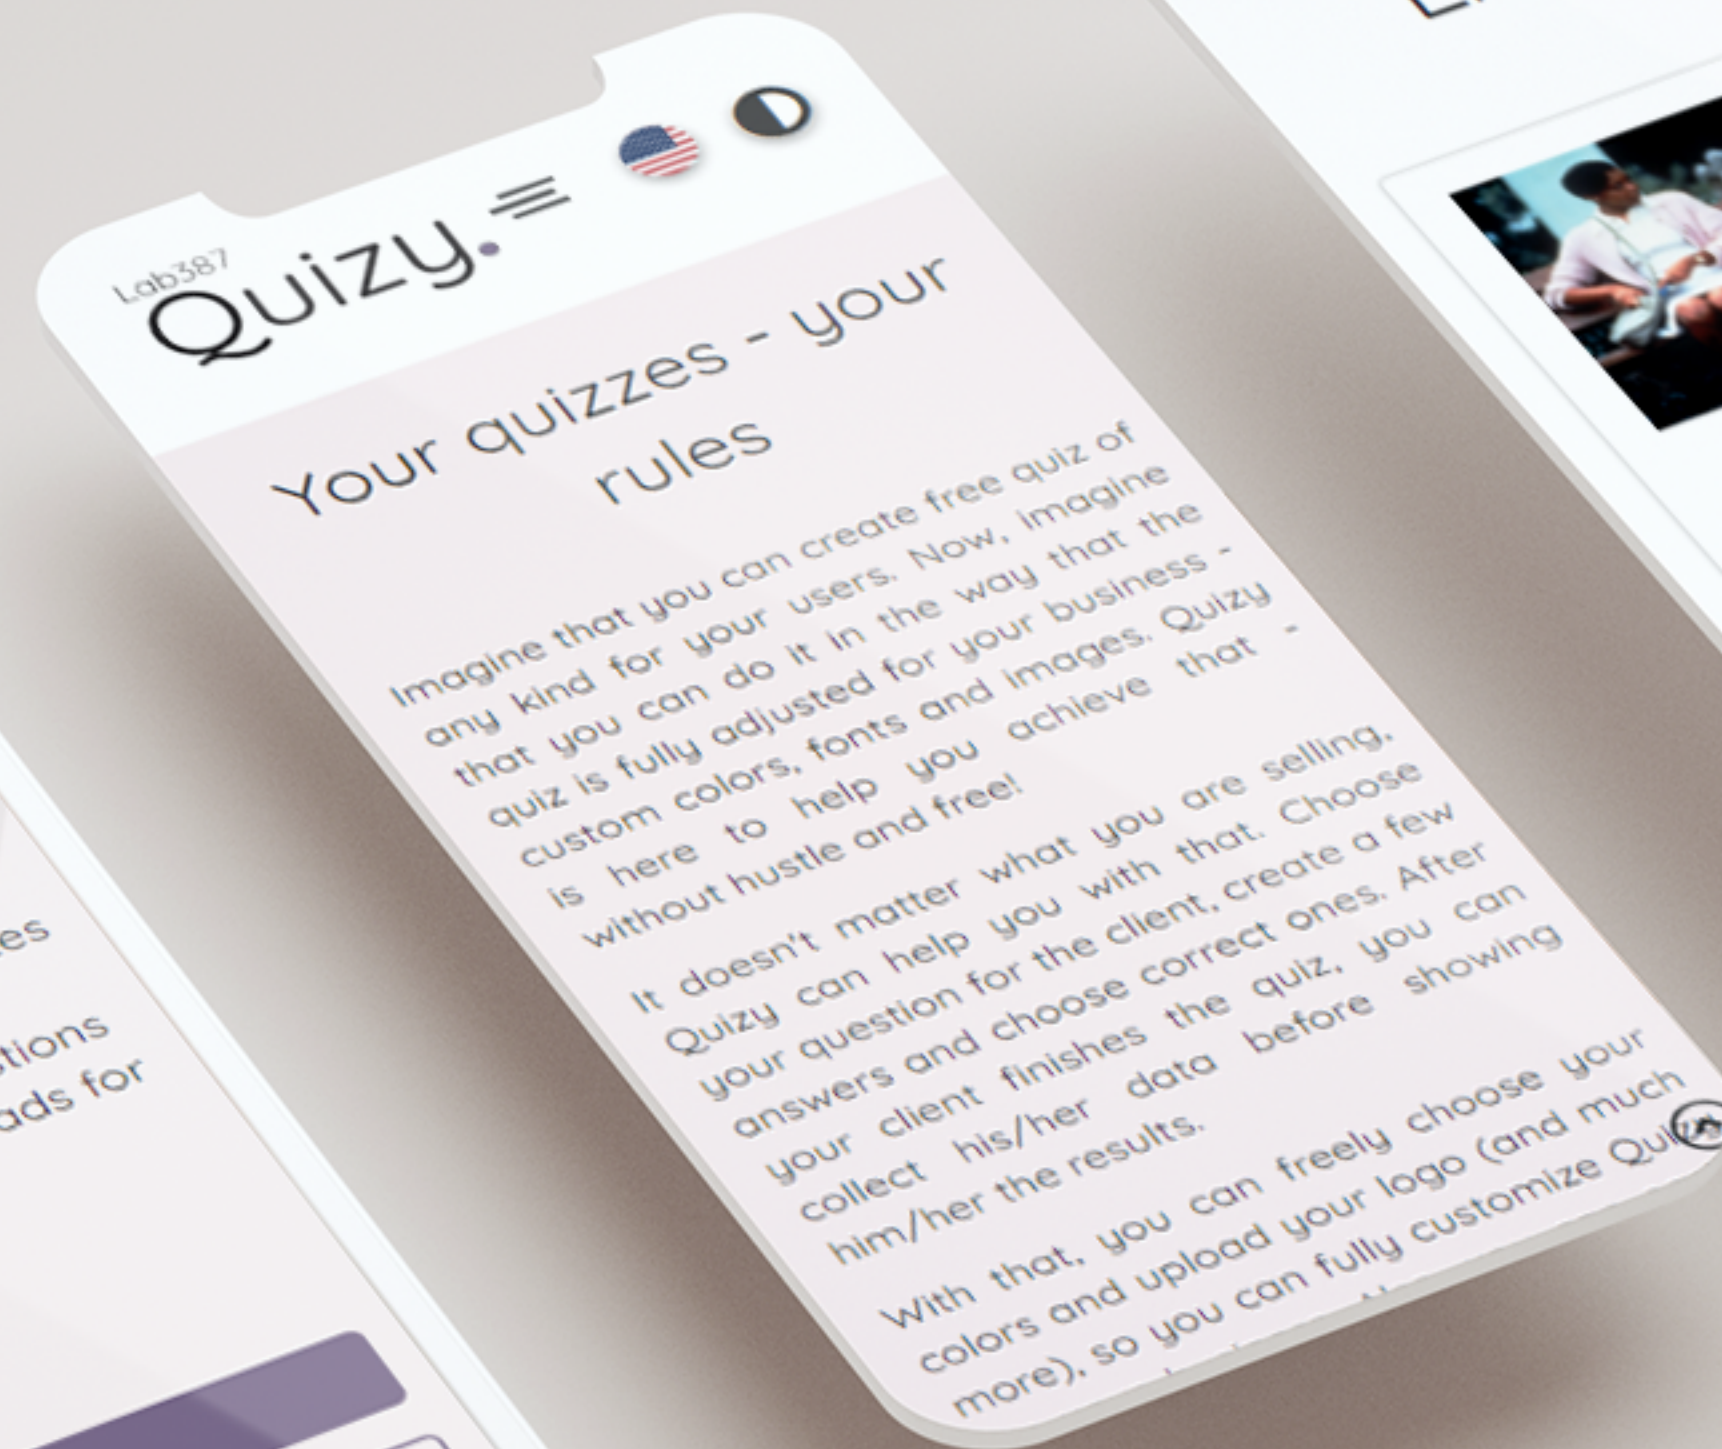 Lab387
Quizy.
Your quizzes - your
rules
Imagine that you can create free quiz of
any kind for your users. Now, imagine
that you can do it in the way that the
quiz is fully adjusted for your business -
custom colors, fonts and images. Quizy
is here to help you achieve that -
without hustle and free!
It doesn't matter what you are selling,
Quizy can help you with that. Choose
your question for the client, create a few
answers and choose correct ones. After
your client finishes the quiz, you can
collect his/her data before showing
him/her the results.
With that, you can freely choose your
colors and upload your logo (and much
more), so you can fully customize
es
stions
ads for